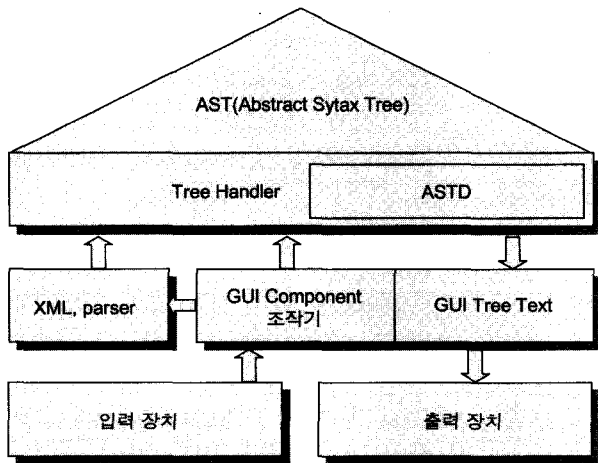 AST(Abstract Sytax Tree)
Tree Handler
ASTD
XML, parser
GUI Component
조작기
GUI Tree Text
입력 장치
출력 장치